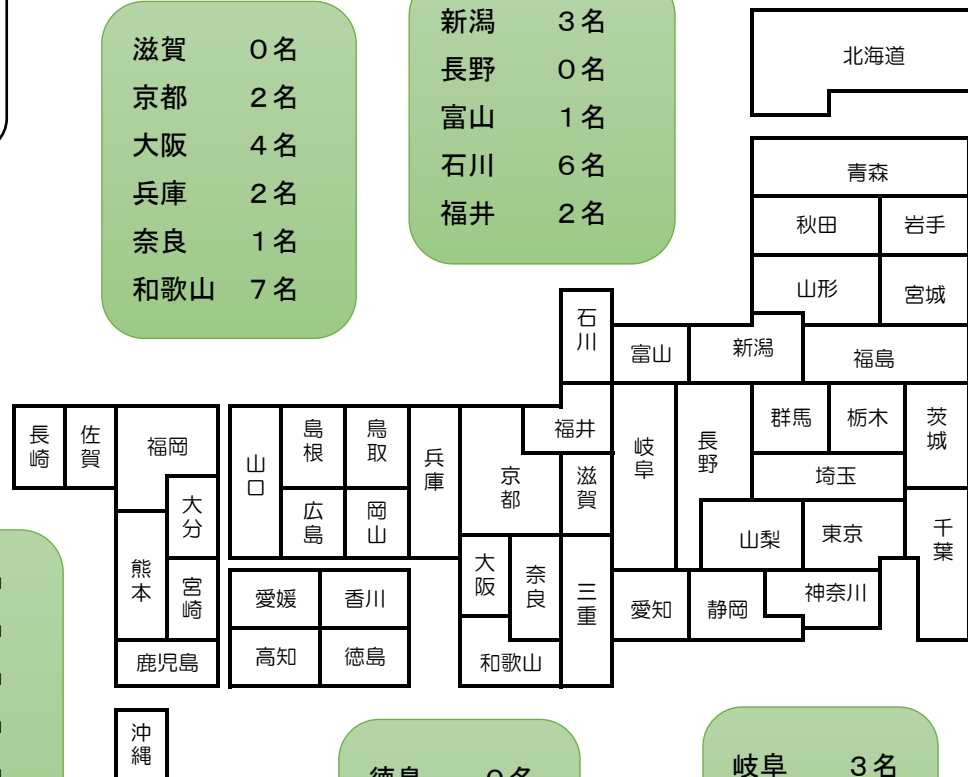 滋賀 0名
京都 2名
大阪 4名
兵庫 2名
奈良 1名
和歌山 7名
新潟 3名
長野 0名
富山 1名
石川 6名
福井 2名
北海道
青森
秋田 岩手
山形 宮城
石川
富山 新潟 福島
長崎 佐賀 福岡
山口 島根 鳥取 兵庫
京都 福井 岐阜 長野 群馬 栃木 茨城
滋賀 埼玉
大分 広島 岡山
山梨 東京 千葉
熊本 宮崎
大阪 奈良 三重
愛媛 香川
愛知 静岡 神奈川
鹿児島
高知 徳島
和歌山
沖縄
岐阜 3名